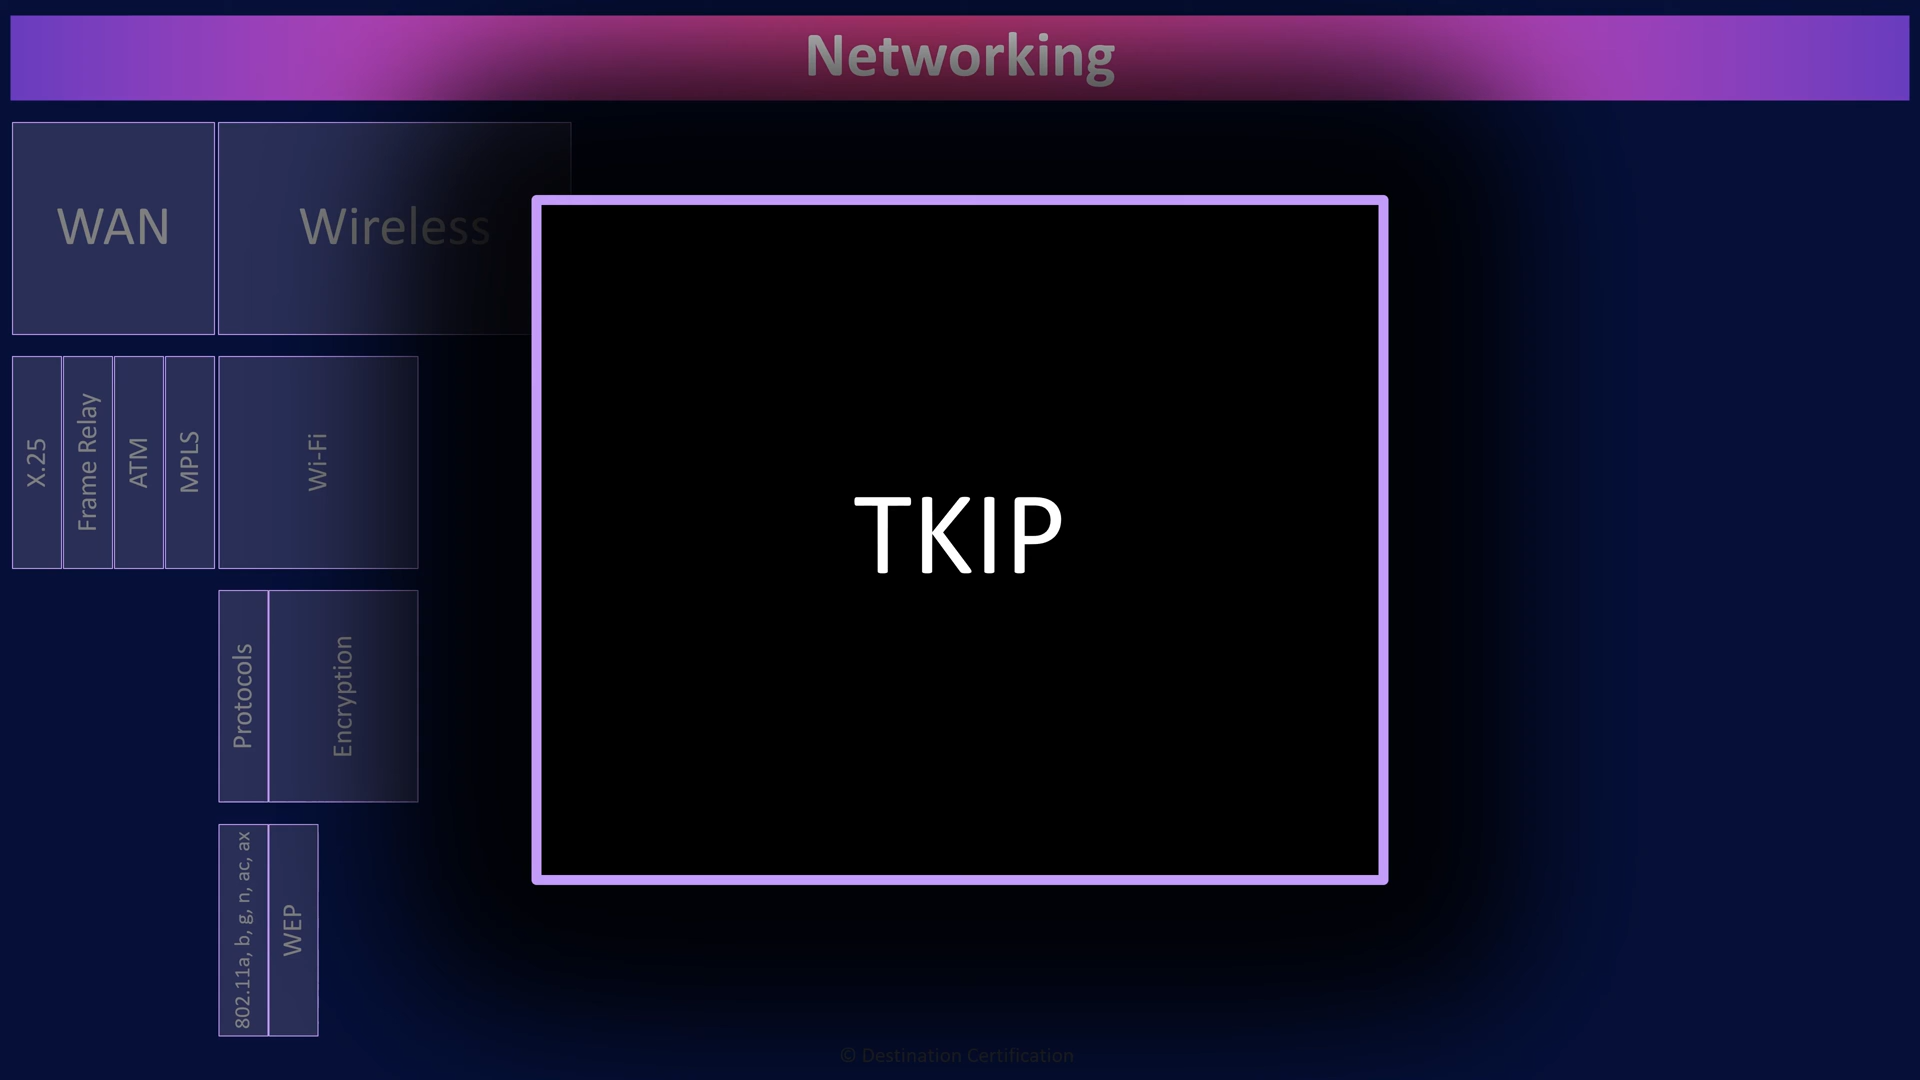 Networking
WAN
Wireless
X.25
Frame Relay
ATM
MPLS
Wi-Fi
TKIP
Protocols
Encryption
802.11a, b, g, n, ac, ax
WEP
© Destination Certification